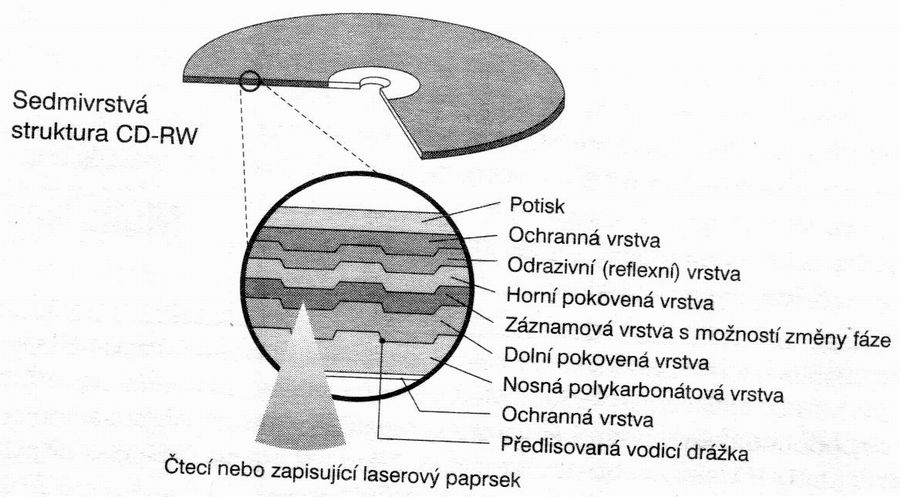 Sedmivrstvá
struktura CD-RW
Potisk
Ochranná vrstva
Odrazivní (reflexní) vrstva
Horní pokovená vrstva
Záznamová vrstva s možností změny fáze
Dolní pokovená vrstva
Nosná polykarbonátová vrstva
Ochranná vrstva
Předlisovaná vodicí drážka
Čtecí nebo zapisující laserový paprsek